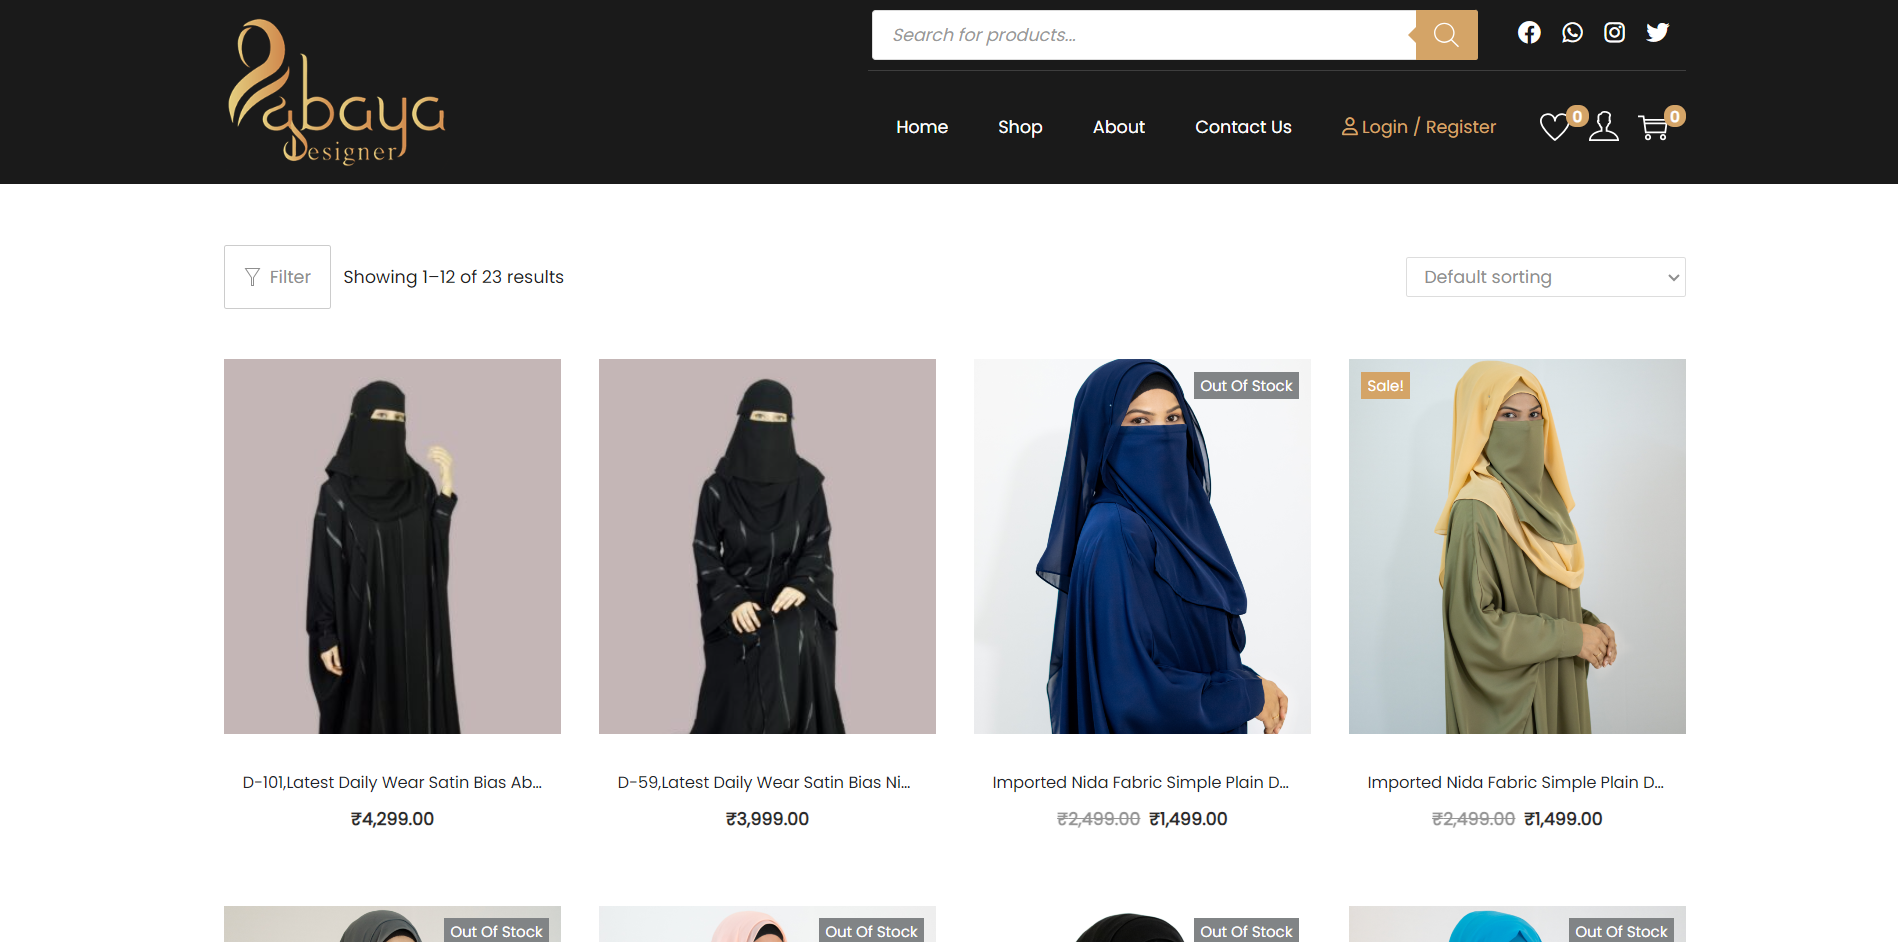 Search for products...
abaya
Designer
Home
Shop
About
Contact Us
Login / Register
0
0
Filter
Showing 1–12 of 23 results
Default sorting
Out Of Stock
Sale!
D-101,Latest Daily Wear Satin Bias Ab...
₹4,299.00
D-59,Latest Daily Wear Satin Bias Ni...
₹3,999.00
Imported Nida Fabric Simple Plain D...
₹2,499.00 ₹1,499.00
Imported Nida Fabric Simple Plain D...
₹2,499.00 ₹1,499.00
Out Of Stock
Out Of Stock
Out Of Stock
Out Of Stock